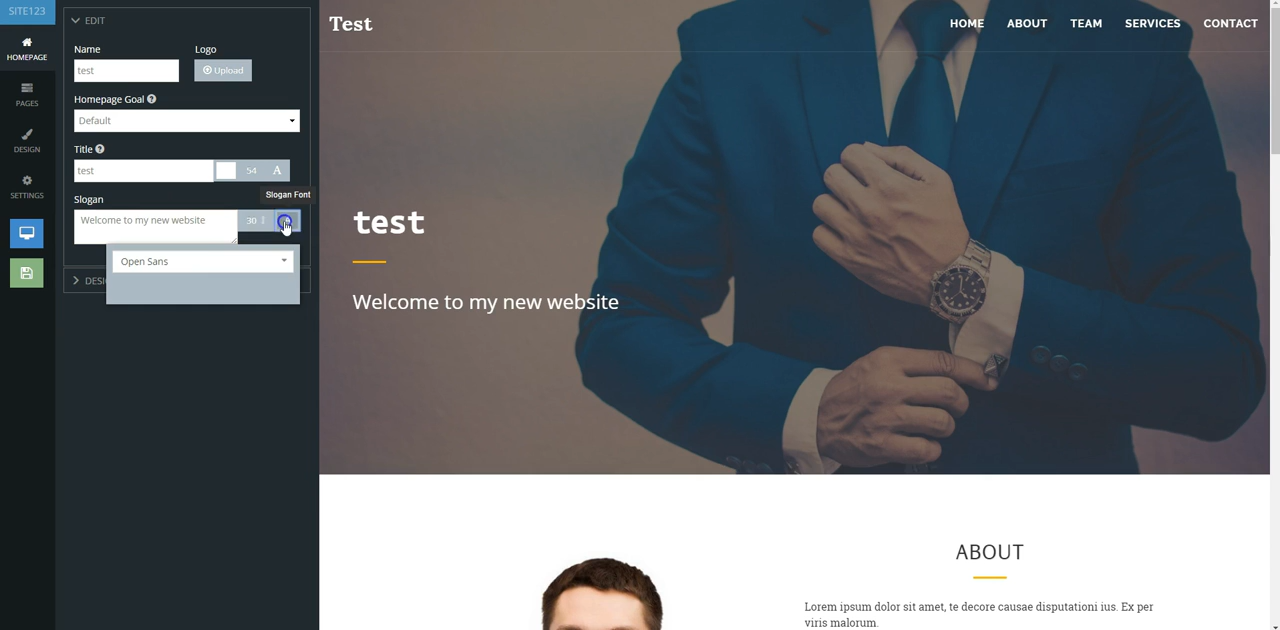 SITE123
HOMEPAGE
PAGES
DESIGN
SETTINGS
EDIT
Name
Logo
test
Upload
Homepage Goal
Default
Title
test
54
A
Slogan Font
Slogan
Welcome to my new website
30
Open Sans
DESI
Test
HOME
ABOUT
TEAM
SERVICES
CONTACT
test
Welcome to my new website
ABOUT
Lorem ipsum dolor sit amet, te decore causae disputationi ius. Ex per
viris malorum.